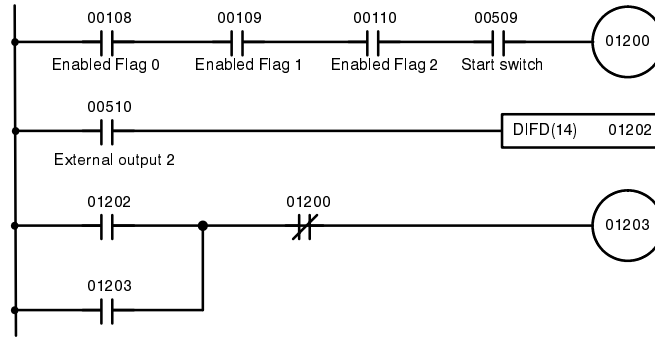 00108 00109 00110 00509
01200
Enabled Flag 0 Enabled Flag 1 Enabled Flag 2 Start switch
00510
DIFD(14) 01202
External output 2
01202 01200
01203
01203